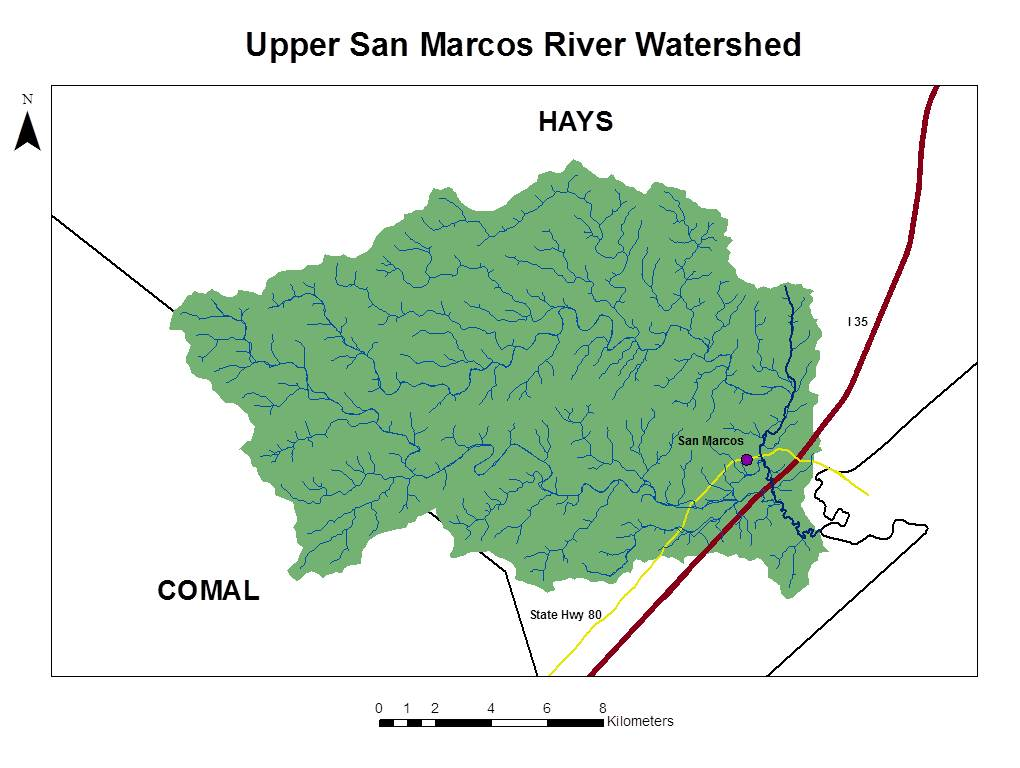 Upper San Marcos River Watershed
N
HAYS
I 35
San Marcos
COMAL
State Hwy 80
0 1 2 4 6 8
Kilometers